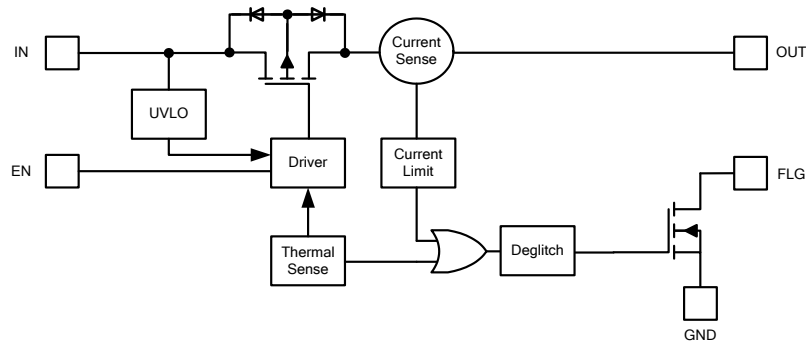 IN
Current
Sense
OUT
UVLO
EN
Driver
Current
Limit
FLG
Thermal
Sense
Deglitch
GND